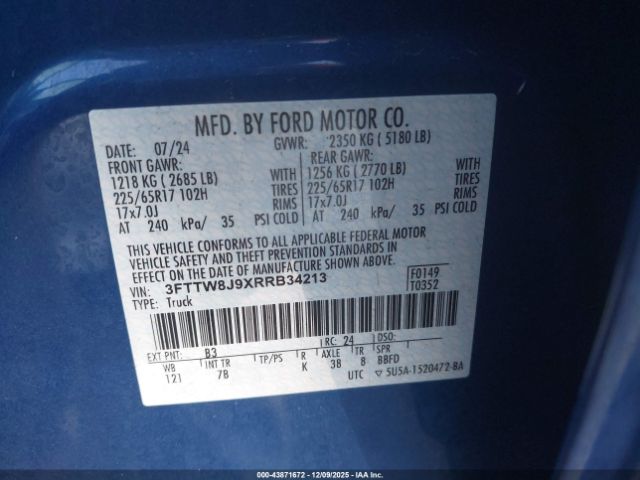 MFD. BY FORD MOTOR CO.
DATE: 07/24 GVWR: 2350 KG ( 5180 LB)
FRONT GAWR: REAR GAWR:
1218 KG ( 2685 LB) WITH 1256 KG ( 2770 LB) WITH
225/65R17 102H TIRES 225/65R17 102H TIRES
17x7.0J RIMS 17x7.0J RIMS
AT 240 kPa/ 35 PSI COLD AT 240 kPa/ 35 PSI COLD
THIS VEHICLE CONFORMS TO ALL APPLICABLE FEDERAL MOTOR
VEHICLE SAFETY AND THEFT PREVENTION STANDARDS IN
EFFECT ON THE DATE OF MANUFACTURE SHOWN ABOVE.
VIN: 3FTTW8J9XRRB34213 F0149
TYPE: Truck T0352
EXT PNT: B3 RC: 24 DSO:
WB INT TR TP/PS R AXLE TR SPR
121 7B K 3B 8 BBFD
UTC 5U5A-1520472-BA
00-43871672 - 12/09/2025 - IAA Inc.